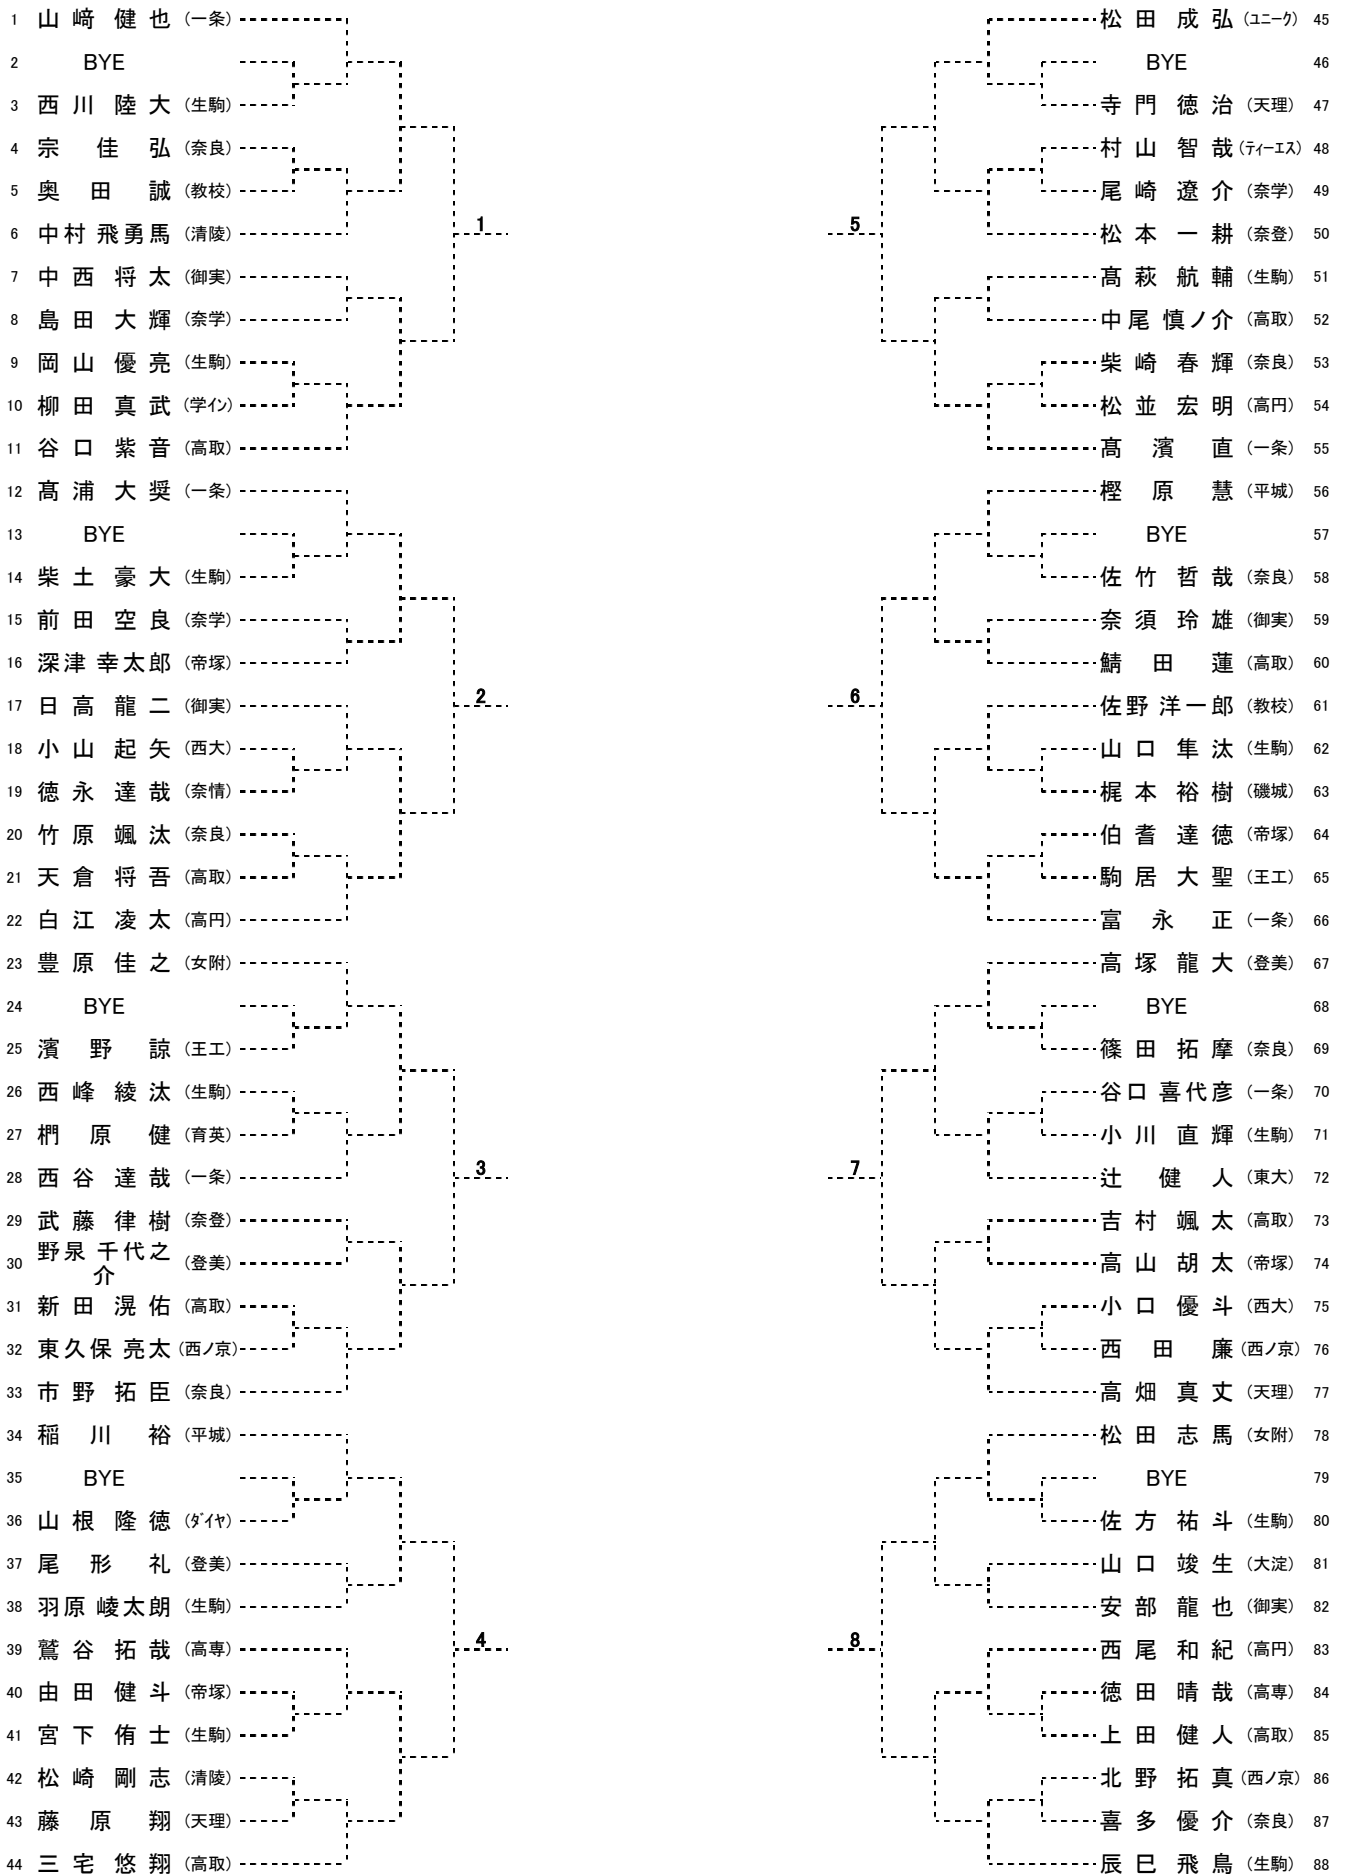 1 山﨑 健也 (一条)
2 BYE
3 西川 陸大 (生駒)
4 宗 佳弘 (奈良)
5 奥田 誠 (教校)
6 中村 飛勇馬 (清陵)
1
7 中西 将太 (御実)
8 島田 大輝 (奈学)
9 岡山 優亮 (生駒)
10 柳田 真武 (学イン)
11 谷口 紫音 (高取)
12 髙浦 大奨 (一条)
13 BYE
14 柴土 豪大 (生駒)
15 前田 空良 (奈学)
16 深津 幸太郎 (帝塚)
17 日高 龍二 (御実)
2
18 小山 起矢 (西大)
19 徳永 達哉 (奈情)
20 竹原 颯汰 (奈良)
21 天倉 将吾 (高取)
22 白江 凌太 (高円)
23 豊原 佳之 (女附)
24 BYE
25 濱野 諒 (王工)
26 西峰 綾汰 (生駒)
27 椚原 健 (育英)
28 西谷 達哉 (一条)
3
29 武藤 律樹 (奈登)
30 野泉 千代之
介 (登美)
31 新田 滉佑 (高取)
32 東久保 亮太 (西ノ京)
33 市野 拓臣 (奈良)
34 稲川 裕 (平城)
35 BYE
36 山根 隆徳 (ダイヤ)
37 尾形 礼 (登美)
38 羽原 崚太朗 (生駒)
39 鷲谷 拓哉 (高専)
4
40 由田 健斗 (帝塚)
41 宮下 侑士 (生駒)
42 松崎 剛志 (清陵)
43 藤原 翔 (天理)
44 三宅 悠翔 (高取)
松田 成弘 (ユニーク) 45
BYE 46
寺門 徳治 (天理) 47
村山 智哉 (ティーエス) 48
尾崎 遼介 (奈学) 49
5
松本 一耕 (奈登) 50
髙萩 航輔 (生駒) 51
中尾 慎ノ介 (高取) 52
柴崎 春輝 (奈良) 53
松並 宏明 (高円) 54
髙濱 直 (一条) 55
樫原 慧 (平城) 56
BYE 57
佐竹 哲哉 (奈良) 58
奈須 玲雄 (御実) 59
鯖田 蓮 (高取) 60
6
佐野 洋一郎 (教校) 61
山口 隼汰 (生駒) 62
梶本 裕樹 (磯城) 63
伯耆 達徳 (帝塚) 64
駒居 大聖 (王工) 65
富永 正 (一条) 66
高塚 龍大 (登美) 67
BYE 68
篠田 拓摩 (奈良) 69
谷口 喜代彦 (一条) 70
小川 直輝 (生駒) 71
7
辻 健人 (東大) 72
吉村 颯太 (高取) 73
高山 胡太 (帝塚) 74
小口 優斗 (西大) 75
西田 廉 (西ノ京) 76
高畑 真丈 (天理) 77
松田 志馬 (女附) 78
BYE 79
佐方 祐斗 (生駒) 80
山口 竣生 (大淀) 81
安部 龍也 (御実) 82
8
西尾 和紀 (高円) 83
徳田 晴哉 (高専) 84
上田 健人 (高取) 85
北野 拓真 (西ノ京) 86
喜多 優介 (奈良) 87
辰巳 飛鳥 (生駒) 88